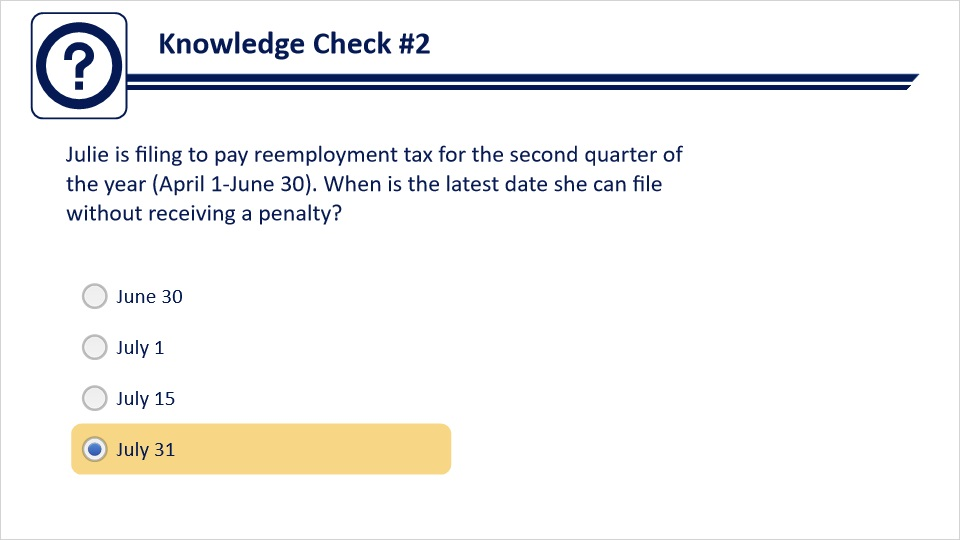 Knowledge Check #2
Julie is filing to pay reemployment tax for the second quarter of
the year (April 1-June 30). When is the latest date she can file
without receiving a penalty?
June 30
July 1
July 15
July 31